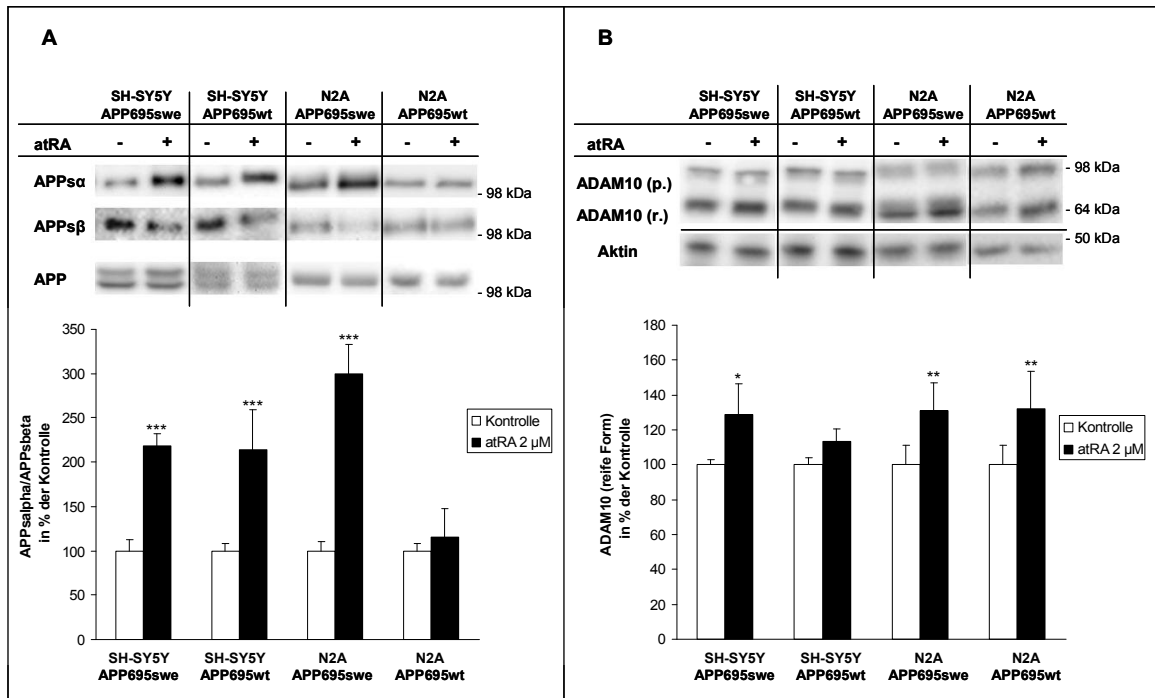 A
SH-SY5Y SH-SY5Y N2A N2A
APP695swe APP695wt APP695swe APP695wt
atRA - + - + - + - +
APPsα
- 98 kDa
APPsβ
- 98 kDa
APP
- 98 kDa
APPsalpha/APPsbeta
in % der Kontrolle
350
300
250
200
150
100
50
0
***
***
***
Kontrolle
atRA 2 µM
SH-SY5Y SH-SY5Y N2A N2A
APP695swe APP695wt APP695swe APP695wt
B
SH-SY5Y SH-SY5Y N2A N2A
APP695swe APP695wt APP695swe APP695wt
atRA - + - + - + - +
- 98 kDa
ADAM10 (p.)
ADAM10 (r.)
- 64 kDa
- 50 kDa
Aktin
ADAM10 (reife Form)
in % der Kontrolle
180
160
140
120
100
80
60
40
20
0
*
**
**
Kontrolle
atRA 2 µM
SH-SY5Y SH-SY5Y N2A N2A
APP695swe APP695wt APP695swe APP695wt